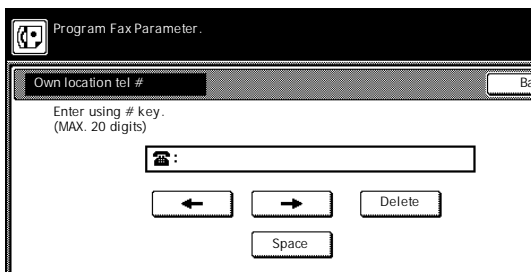 Program Fax Parameter.
Own location tel #
Enter using # key.
(MAX. 20 digits)
☎:
Delete
Space